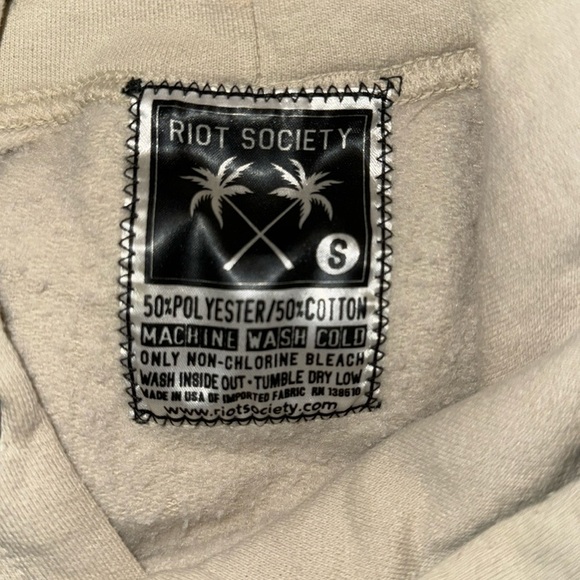 RIOT SOCIETY
S
50%POLYESTER/50%COTTON
MACHINE WASH COLD
ONLY NON-CHLORINE BLEACH
WASH INSIDE OUT • TUMBLE DRY LOW
MADE IN USA OF IMPORTED FABRIC RN 138610
www.riotsociety.com